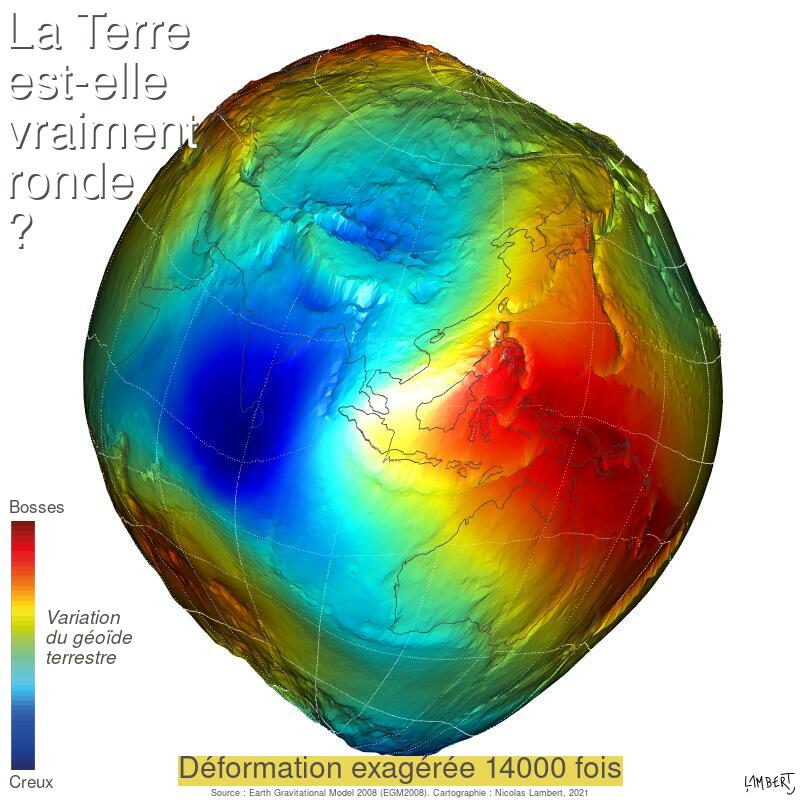 La Terre
est-elle
vraiment
ronde
?
Bosses
Variation
du géoïde
terrestre
Creux
Déformation exagérée 14000 fois
Source : Earth Gravitational Model 2008 (EGM2008). Cartographie : Nicolas Lambert, 2021
LAMBERT